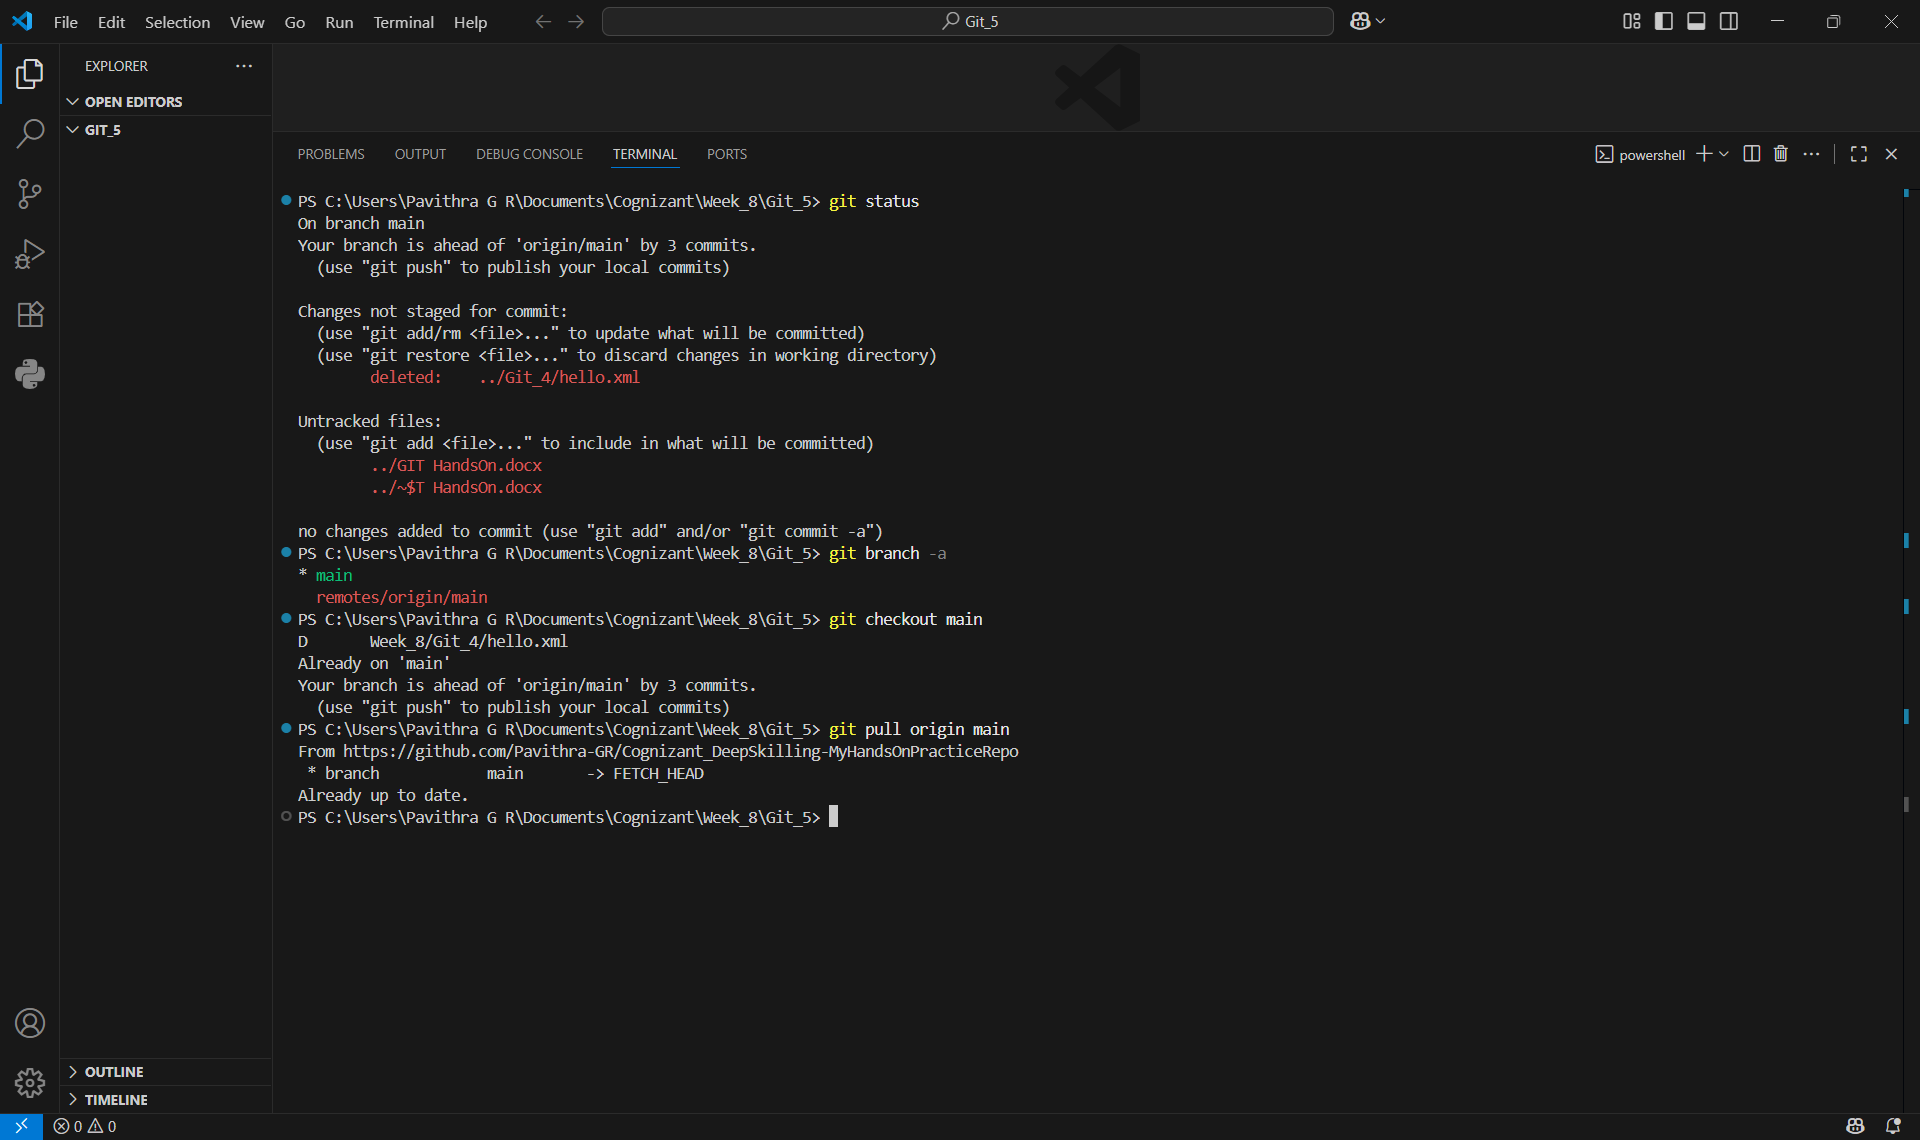 File Edit Selection View Go Run Terminal Help
Git_5
EXPLORER
OPEN EDITORS
GIT_5
PROBLEMS OUTPUT DEBUG CONSOLE TERMINAL PORTS
powershell
PS C:\Users\Pavithra G R\Documents\Cognizant\Week_8\Git_5> git status
On branch main
Your branch is ahead of 'origin/main' by 3 commits.
  (use "git push" to publish your local commits)
Changes not staged for commit:
  (use "git add/rm <file>..." to update what will be committed)
  (use "git restore <file>..." to discard changes in working directory)
        deleted:    ../Git_4/hello.xml
Untracked files:
  (use "git add <file>..." to include in what will be committed)
        ../GIT HandsOn.docx
        ../~$T HandsOn.docx
no changes added to commit (use "git add" and/or "git commit -a")
PS C:\Users\Pavithra G R\Documents\Cognizant\Week_8\Git_5> git branch -a
* main
  remotes/origin/main
PS C:\Users\Pavithra G R\Documents\Cognizant\Week_8\Git_5> git checkout main
D       Week_8/Git_4/hello.xml
Already on 'main'
Your branch is ahead of 'origin/main' by 3 commits.
  (use "git push" to publish your local commits)
PS C:\Users\Pavithra G R\Documents\Cognizant\Week_8\Git_5> git pull origin main
From https://github.com/Pavithra-GR/Cognizant_DeepSkilling-MyHandsOnPracticeRepo
 * branch            main       -> FETCH_HEAD
Already up to date.
PS C:\Users\Pavithra G R\Documents\Cognizant\Week_8\Git_5>
OUTLINE
TIMELINE
0 0